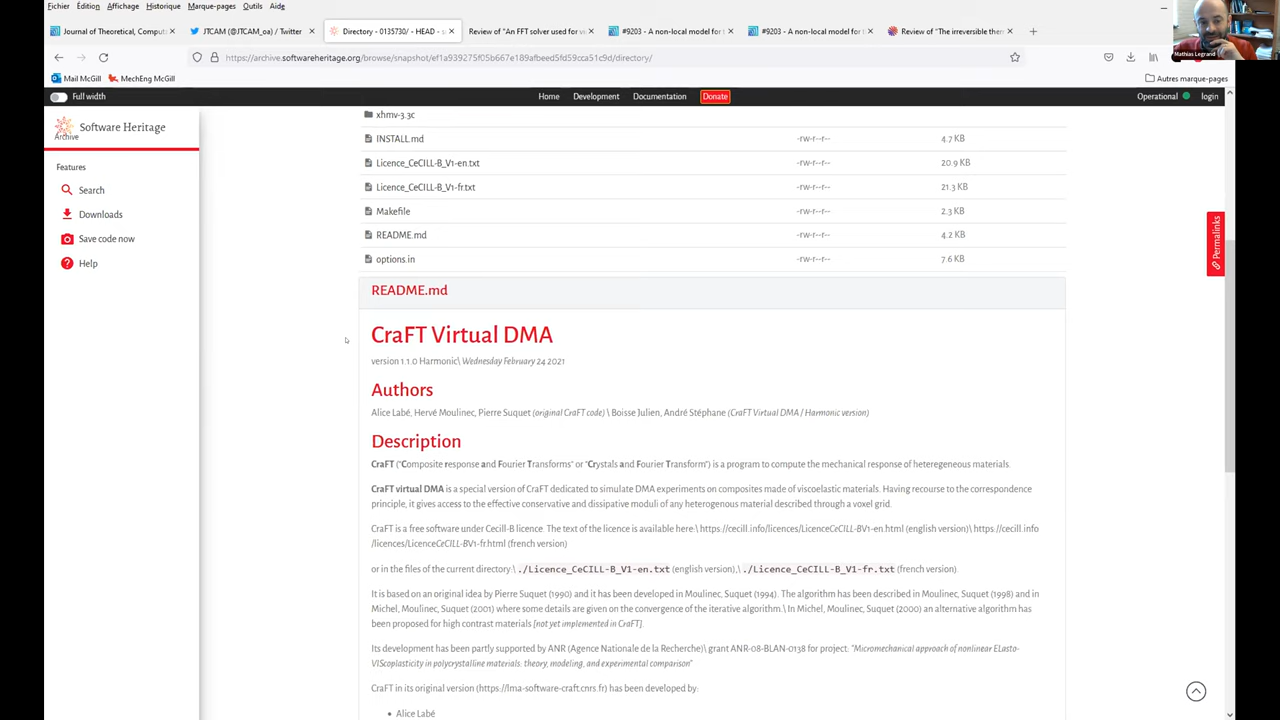 Fichier Édition Affichage Historique Marque-pages Outils Aide
Journal of Theoretical, Comput
JTCAM (@JTCAM_oa) / Twitter
Directory - 0135730/ - HEAD - s
Review of "An FFT solver used for vi
#9203 - A non-local model for t
#9203 - A non-local model for t
Review of "The irreversible ther
https://archive.softwareheritage.org/browse/snapshot/ef1a939275f05b667e189afbeed5fd59cca51c9d/directory/
Mail McGill MechEng McGill Autres marque-pages
Mathias Legrand
Full width Home Development Documentation Donate Operational login
Software Heritage
Archive
Features
Search
Downloads
Save code now
Help
xhmv-3.3c
INSTALL.md -rw-r--r-- 4.7 KB
Licence_CeCILL-B_V1-en.txt -rw-r--r-- 20.9 KB
Licence_CeCILL-B_V1-fr.txt -rw-r--r-- 21.3 KB
Makefile -rw-r--r-- 2.3 KB
README.md -rw-r--r-- 4.2 KB
options.in -rw-r--r-- 7.6 KB
Permalinks
README.md
CraFT Virtual DMA
version 1.1.0 Harmonic\ Wednesday February 24 2021
Authors
Alice Labé, Hervé Moulinec, Pierre Suquet (original CraFT code) \ Boisse Julien, André Stéphane (CraFT Virtual DMA / Harmonic version)
Description
CraFT ("Composite response and Fourier Transforms" or "Crystals and Fourier Transform") is a program to compute the mechanical response of heteregeneous materials.
CraFT virtual DMA is a special version of CraFT dedicated to simulate DMA experiments on composites made of viscoelastic materials. Having recourse to the correspondence
principle, it gives access to the effective conservative and dissipative moduli of any heterogenous material described through a voxel grid.
CraFT is a free software under Cecill-B licence. The text of the licence is available here:\ https://cecill.info/licences/LicenceCeCILL-BV1-en.html (english version)\ https://cecill.info
/licences/LicenceCeCILL-BV1-fr.html (french version)
or in the files of the current directory:\ ./Licence_CeCILL-B_V1-en.txt (english version),\ ./Licence_CeCILL-B_V1-fr.txt (french version).
It is based on an original idea by Pierre Suquet (1990) and it has been developed in Moulinec, Suquet (1994). The algorithm has been described in Moulinec, Suquet (1998) and in
Michel, Moulinec, Suquet (2001) where some details are given on the convergence of the iterative algorithm.\ In Michel, Moulinec, Suquet (2000) an alternative algorithm has
been proposed for high contrast materials [not yet implemented in CraFT].
Its development has been partly supported by ANR (Agence Nationale de la Recherche)\ grant ANR-08-BLAN-0138 for project: "Micromechanical approach of nonlinear ELasto-
VIScoplasticity in polycrystalline materials: theory, modeling, and experimental comparison"
CraFT in its original version (https://lma-software-craft.cnrs.fr) has been developed by:
Alice Labé